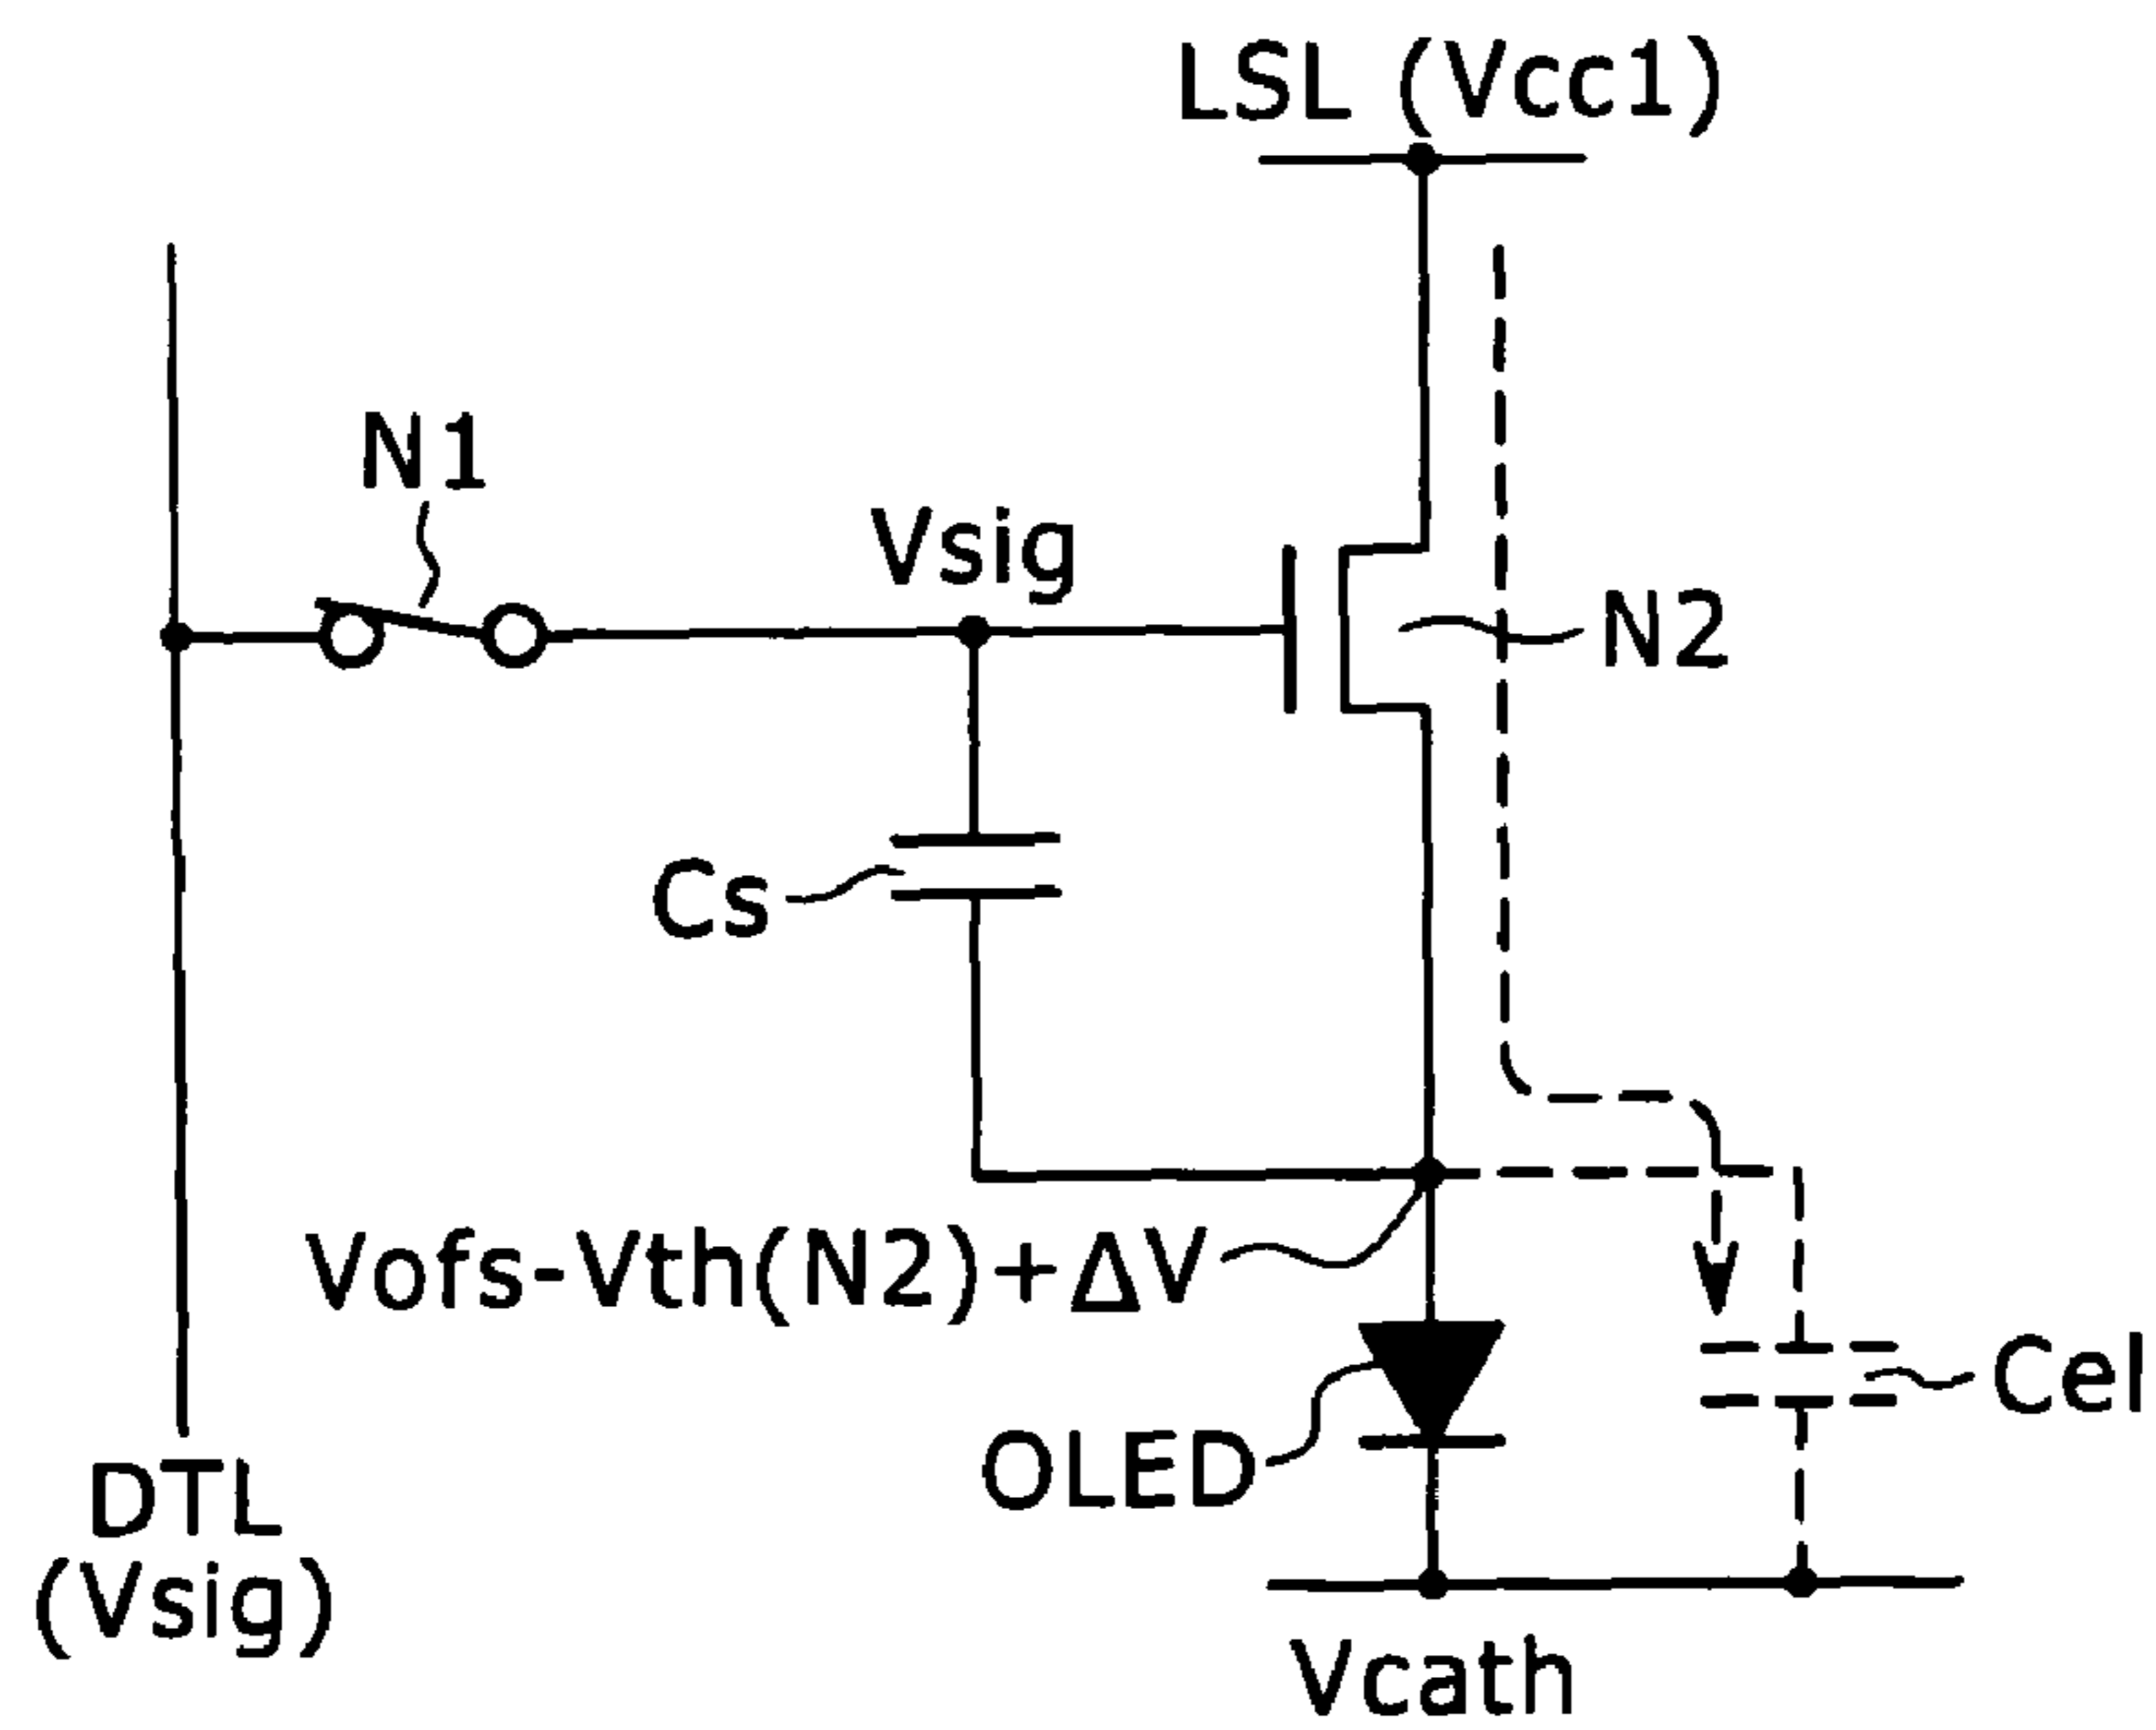 LSL (Vcc1)
N1
Vsig
N2
Cs
Vofs-Vth(N2)+ΔV
Cel
OLED
DTL
(Vsig)
Vcath